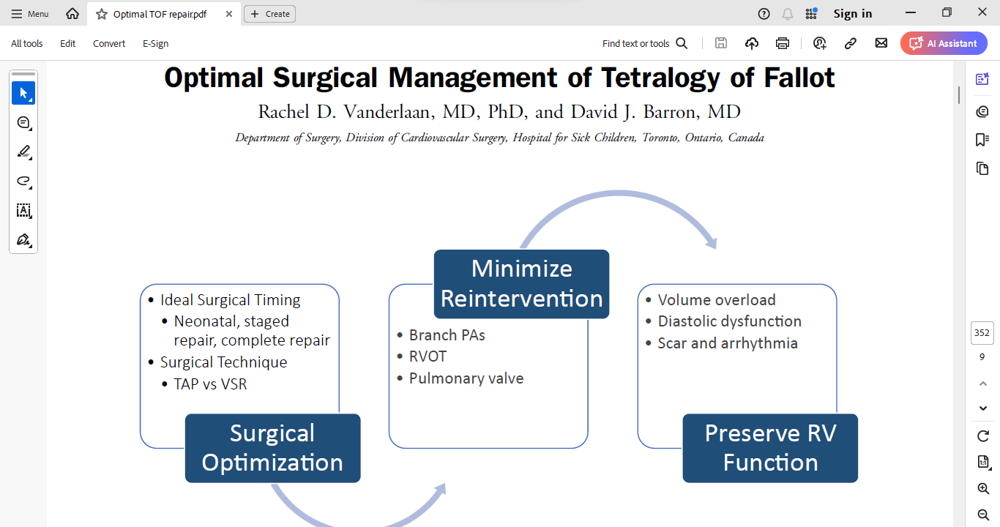 Menu
Optimal TOF repair.pdf
Create
Sign in
All tools
Edit
Convert
E-Sign
Find text or tools
AI Assistant
Optimal Surgical Management of Tetralogy of Fallot
Rachel D. Vanderlaan, MD, PhD, and David J. Barron, MD
Department of Surgery, Division of Cardiovascular Surgery, Hospital for Sick Children, Toronto, Ontario, Canada
• Ideal Surgical Timing
• Neonatal, staged
repair, complete repair
• Surgical Technique
• TAP vs VSR
Surgical
Optimization
Minimize
Reintervention
• Branch PAs
• RVOT
• Pulmonary valve
• Volume overload
• Diastolic dysfunction
• Scar and arrhythmia
Preserve RV
Function
352
9
1:1